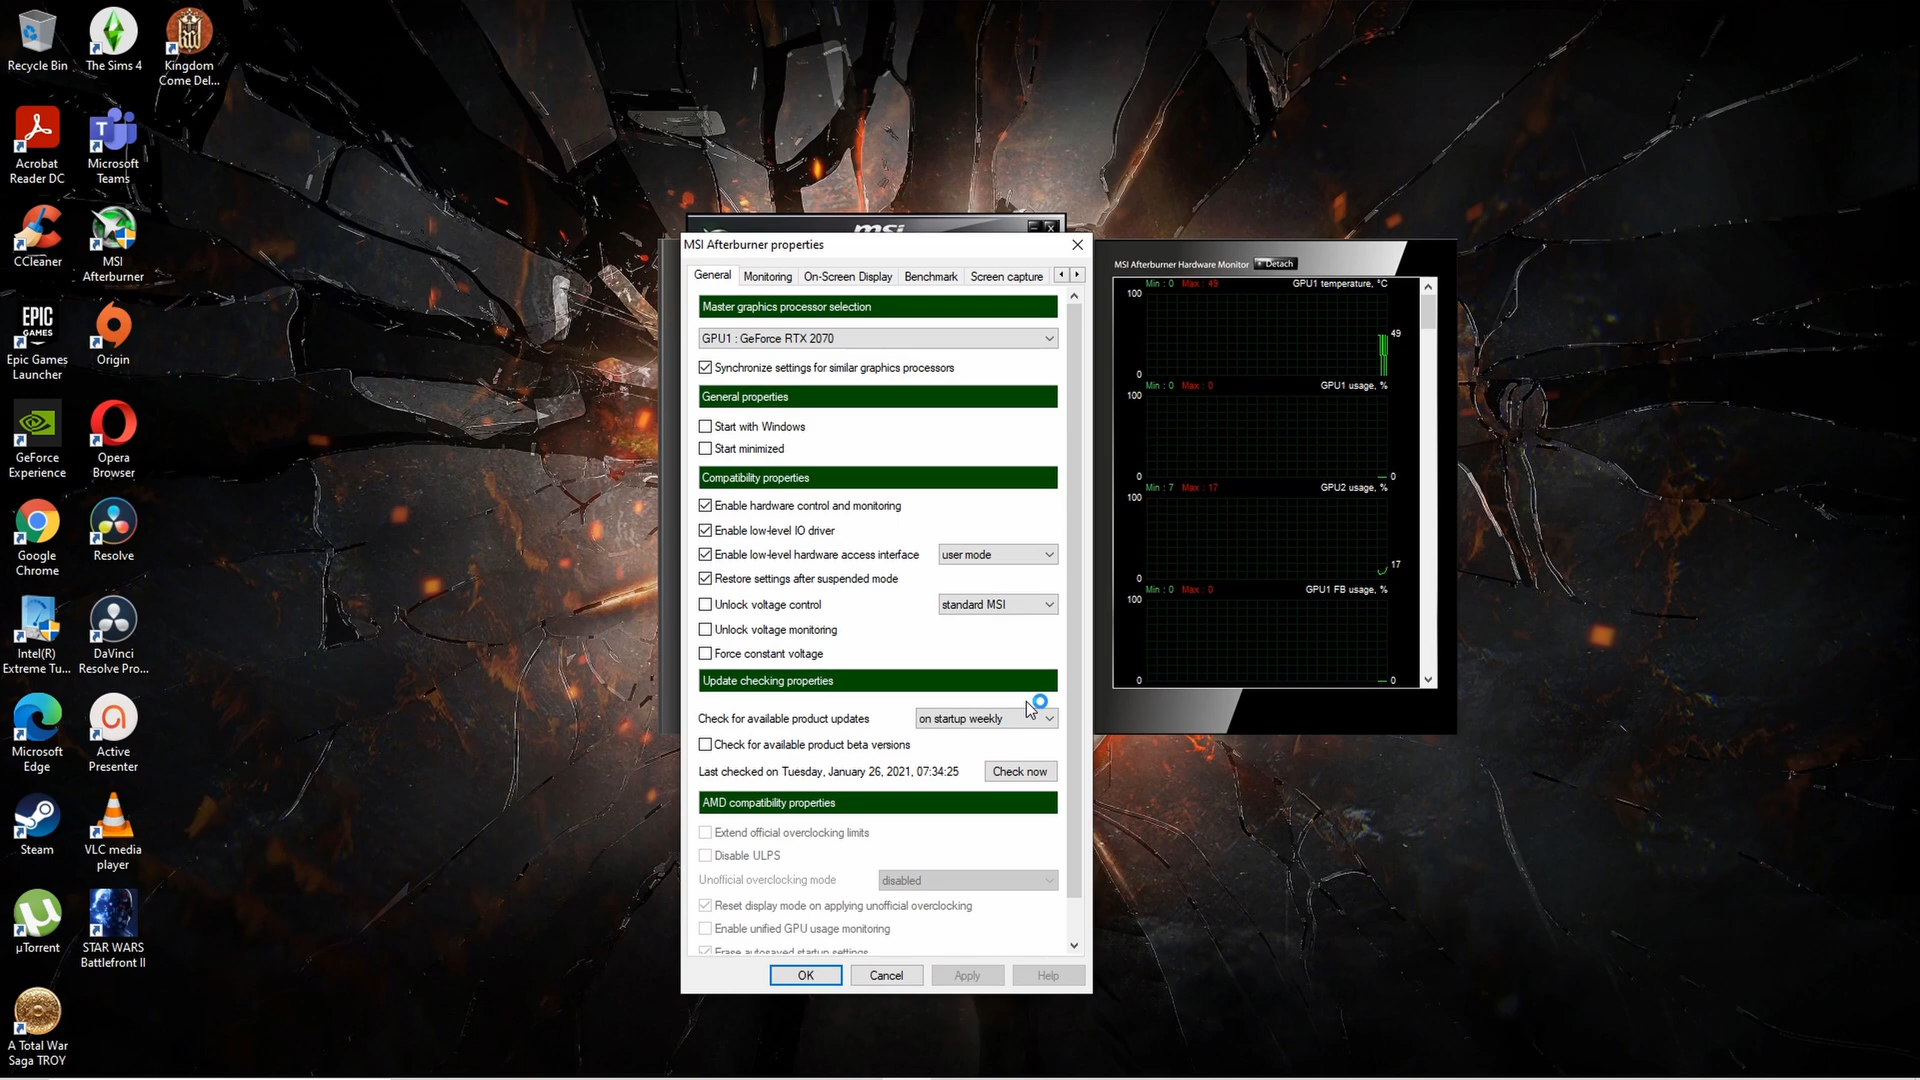 Recycle Bin
The Sims 4
Kingdom
Come Del...
Acrobat
Reader DC
Microsoft
Teams
CCleaner
MSI
Afterburner
EPIC
GAMES
Epic Games
Launcher
Origin
GeForce
Experience
Opera
Browser
Google
Chrome
Resolve
Intel(R)
Extreme Tu...
DaVinci
Resolve Pro...
Microsoft
Edge
Active
Presenter
Steam
VLC media
player
µTorrent
STAR WARS
Battlefront II
A Total War
Saga TROY
msi
MSI Afterburner properties
General
Monitoring
On-Screen Display
Benchmark
Screen capture
Master graphics processor selection
GPU1 : GeForce RTX 2070
Synchronize settings for similar graphics processors
General properties
Start with Windows
Start minimized
Compatibility properties
Enable hardware control and monitoring
Enable low-level IO driver
Enable low-level hardware access interface
user mode
Restore settings after suspended mode
Unlock voltage control
standard MSI
Unlock voltage monitoring
Force constant voltage
Update checking properties
Check for available product updates
on startup weekly
Check for available product beta versions
Last checked on Tuesday, January 26, 2021, 07:34:25
Check now
AMD compatibility properties
Extend official overclocking limits
Disable ULPS
Unofficial overclocking mode
disabled
Reset display mode on applying unofficial overclocking
Enable unified GPU usage monitoring
Erase autosaved startup settings
OK
Cancel
Apply
Help
MSI Afterburner Hardware Monitor
Detach
Min : 0 Max : 49 GPU1 temperature, °C
100
49
0
Min : 0 Max : 0 GPU1 usage, %
100
0
0
Min : 7 Max : 17 GPU2 usage, %
100
17
0
Min : 0 Max : 0 GPU1 FB usage, %
100
0
0